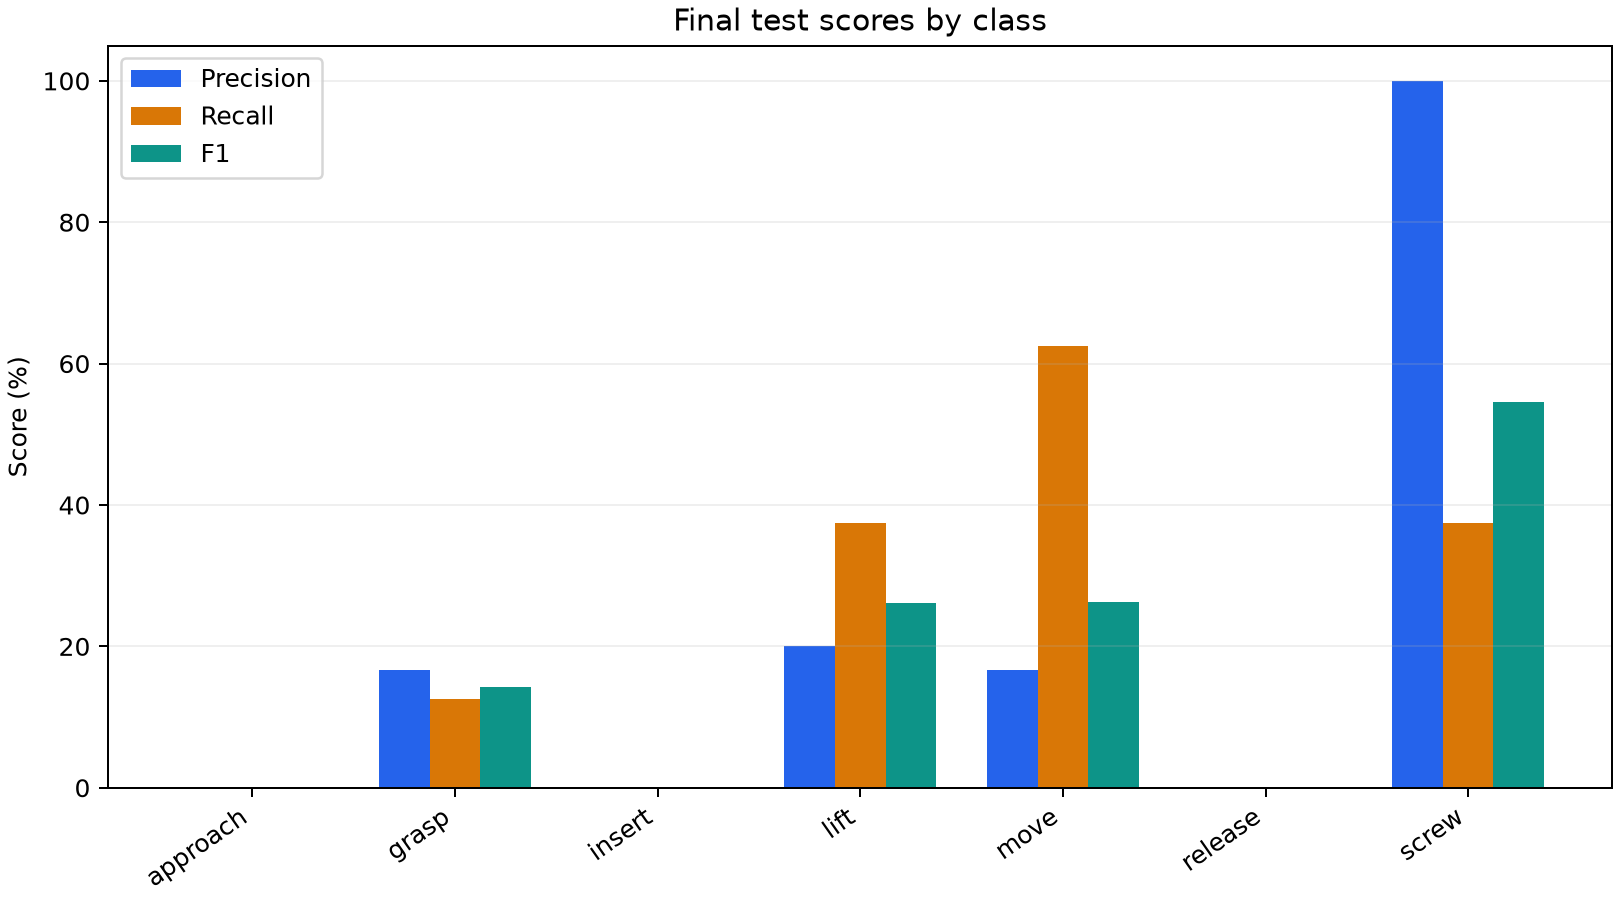 Final test scores by class
Precision
Recall
F1
Score (%)
100
80
60
40
20
0
approach
grasp
insert
lift
move
release
screw